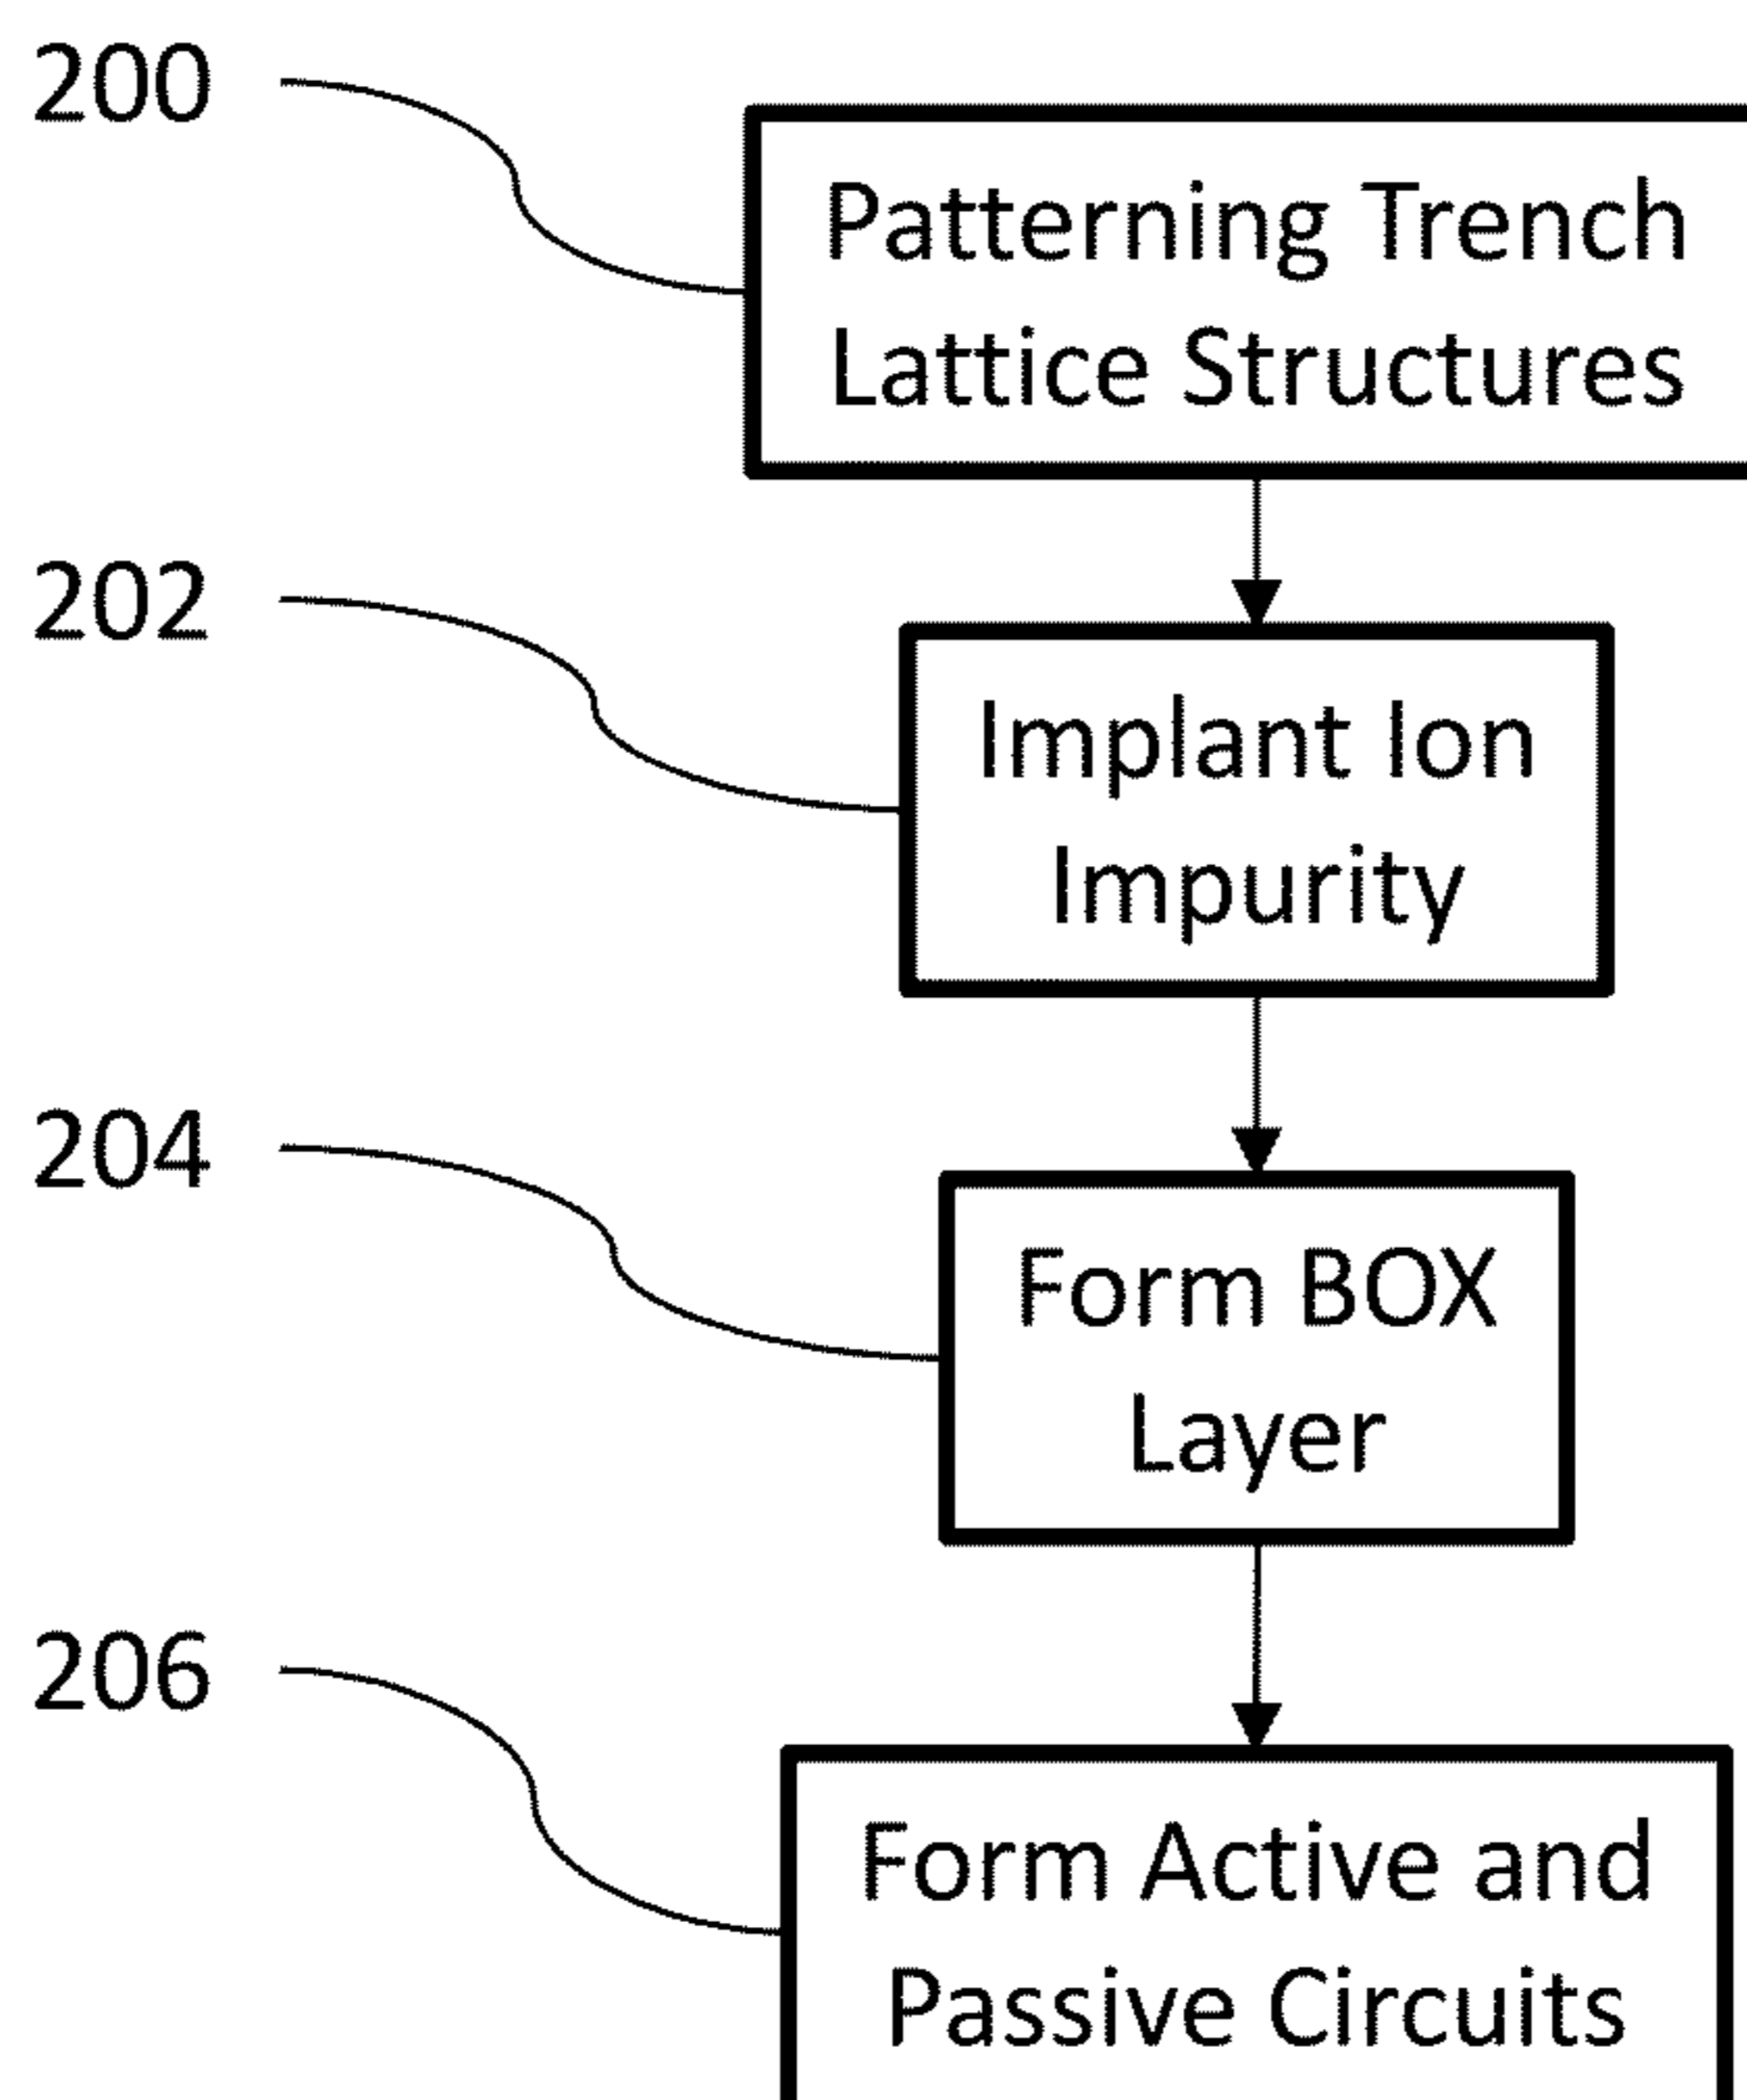 200
Patterning Trench
Lattice Structures
202
Implant Ion
Impurity
204
Form BOX
Layer
206
Form Active and
Passive Circuits